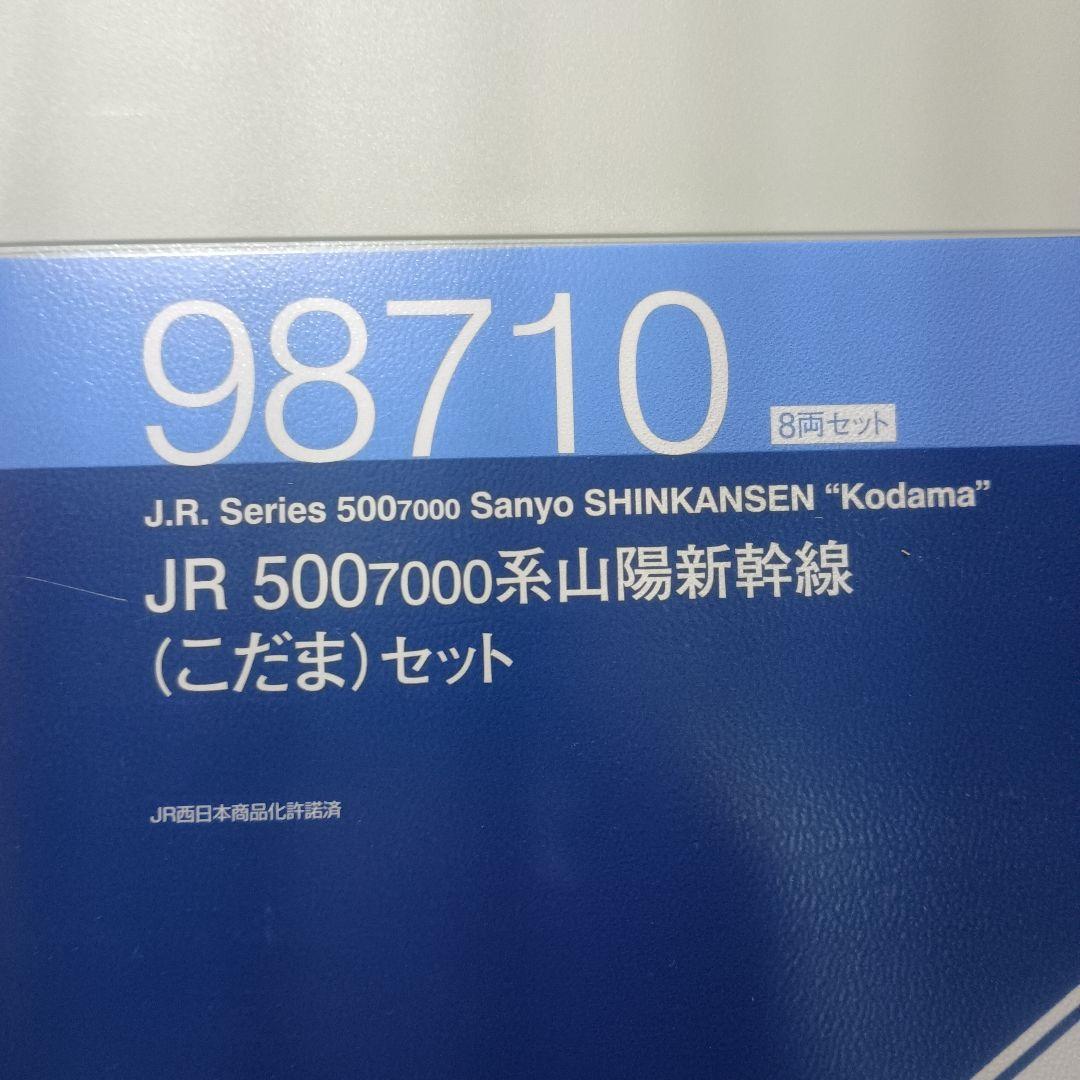 98710 8両セット
J.R. Series 5007000 Sanyo SHINKANSEN “Kodama”
JR 5007000系山陽新幹線
(こだま)セット
JR西日本商品化許諾済